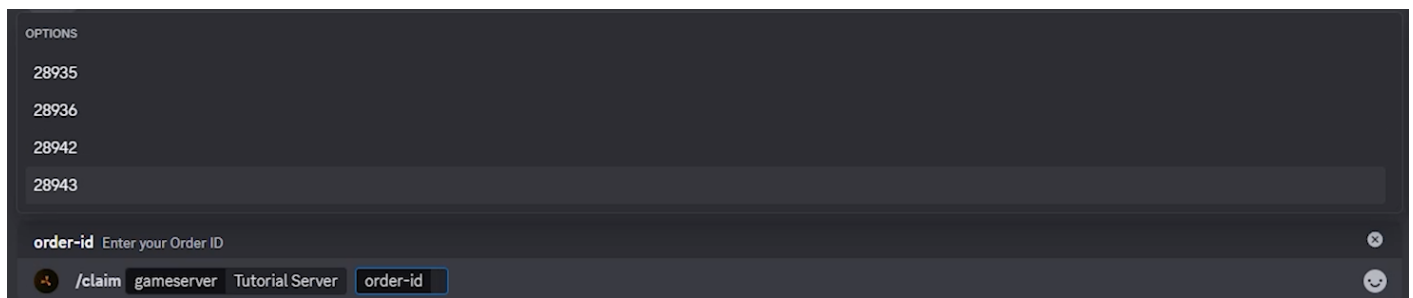 OPTIONS
28935
28936
28942
28943
order-id Enter your Order ID
/claim gameserver Tutorial Server order-id